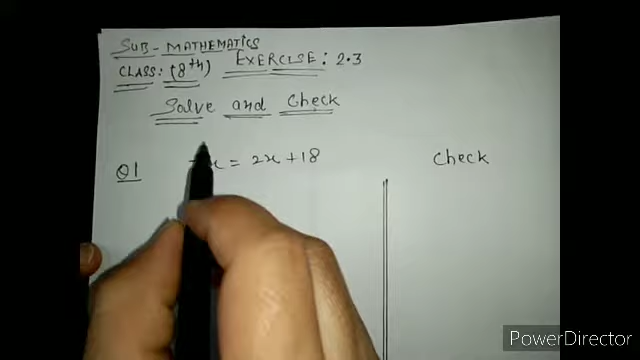 SUB- MATHEMATICS
CLASS: (8th) EXERCISE: 2.3
Solve and Check
Q1 x = 2x + 18 Check
PowerDirector